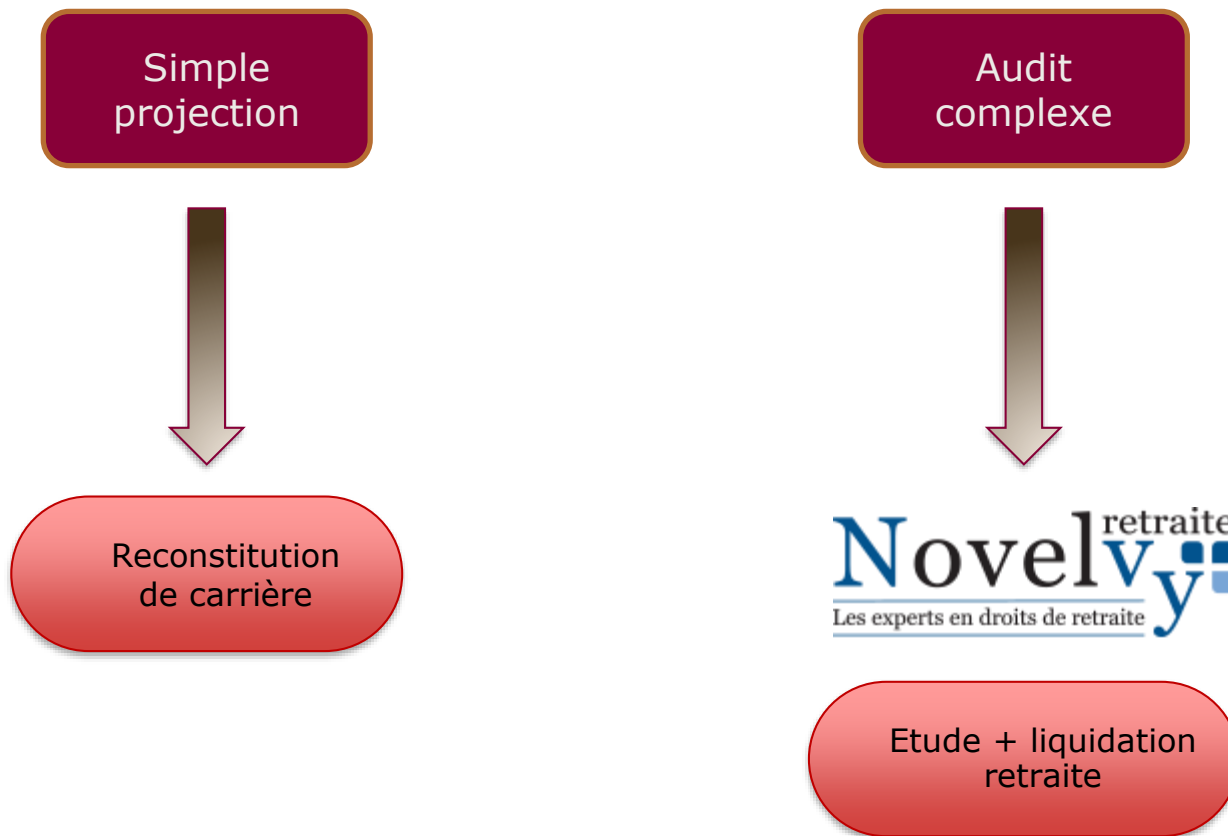 Simple
projection
Audit
complexe
Reconstitution
de carrière
Novelvy retraite
Les experts en droits de retraite
Etude + liquidation
retraite